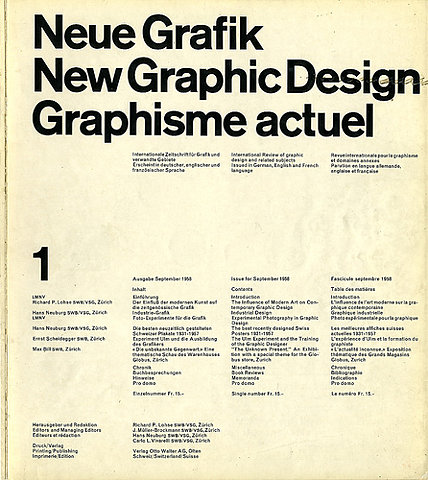 Neue Grafik
New Graphic Design
Graphisme actuel
Internationale Zeitschrift für Grafik und
verwandte Gebiete
Erscheint in deutscher, englischer und
französischer Sprache
International Review of graphic
design and related subjects
Issued in German, English and French
language
Revue internationale pour le graphisme
et domaines annexes
Parution en langue allemande,
anglaise et française
1
Ausgabe September 1958
Issue for September 1958
Fascicule septembre 1958
Inhalt
Contents
Table des matières
LMNV
Richard P. Lohse SWB/VSG, Zürich
Hans Neuburg SWB/VSG, Zürich
LMNV
Hans Neuburg SWB/VSG, Zürich
Ernst Scheidegger SWB, Zürich
Max Bill SWB, Zürich
Einführung
Der Einfluß der modernen Kunst auf
die zeitgenössische Grafik
Industrie-Grafik
Foto-Experimente für die Grafik
Die besten neuzeitlich gestalteten
Schweizer Plakate 1931-1957
Experiment Ulm und die Ausbildung
des Grafikers
«Die unbekannte Gegenwart» Eine
thematische Schau des Warenhauses
Globus, Zürich
Chronik
Buchbesprechungen
Hinweise
Pro domo
Einzelnummer Fr. 15.–
Introduction
The Influence of Modern Art on Con-
temporary Graphic Design
Industrial Design
Experimental Photography in Graphic
Design
The best recently designed Swiss
Posters 1931-1957
The Ulm Experiment and the Training
of the Graphic Designer
"The Unknown Present." An Exhibi-
tion with a special theme for the Glo-
bus store, Zurich
Miscellaneous
Book Reviews
Memoranda
Pro domo
Single number Fr. 15.–
Introduction
L'influence de l'art moderne sur la gra-
phique contemporaine
Graphique industrielle
Photo expérimentale pour la graphique
Les meilleures affiches suisses
actuelles 1931-1957
L'expérience d'Ulm et la formation du
graphiste
«L'actualité inconnue.» Exposition
thématique des Grands Magasins
Globus, Zurich
Chronique
Bibliographie
Indications
Pro domo
Le numéro Fr. 15.–
Herausgeber und Redaktion
Editors and Managing Editors
Editeurs et rédaction
Druck/Verlag
Printing/Publishing
Imprimerie/Edition
Richard P. Lohse SWB/VSG, Zürich
J. Müller-Brockmann SWB/VSG, Zürich
Hans Neuburg SWB/VSG, Zürich
Carlo L. Vivarelli SWB/VSG, Zürich
Verlag Otto Walter AG, Olten
Schweiz/Switzerland/Suisse